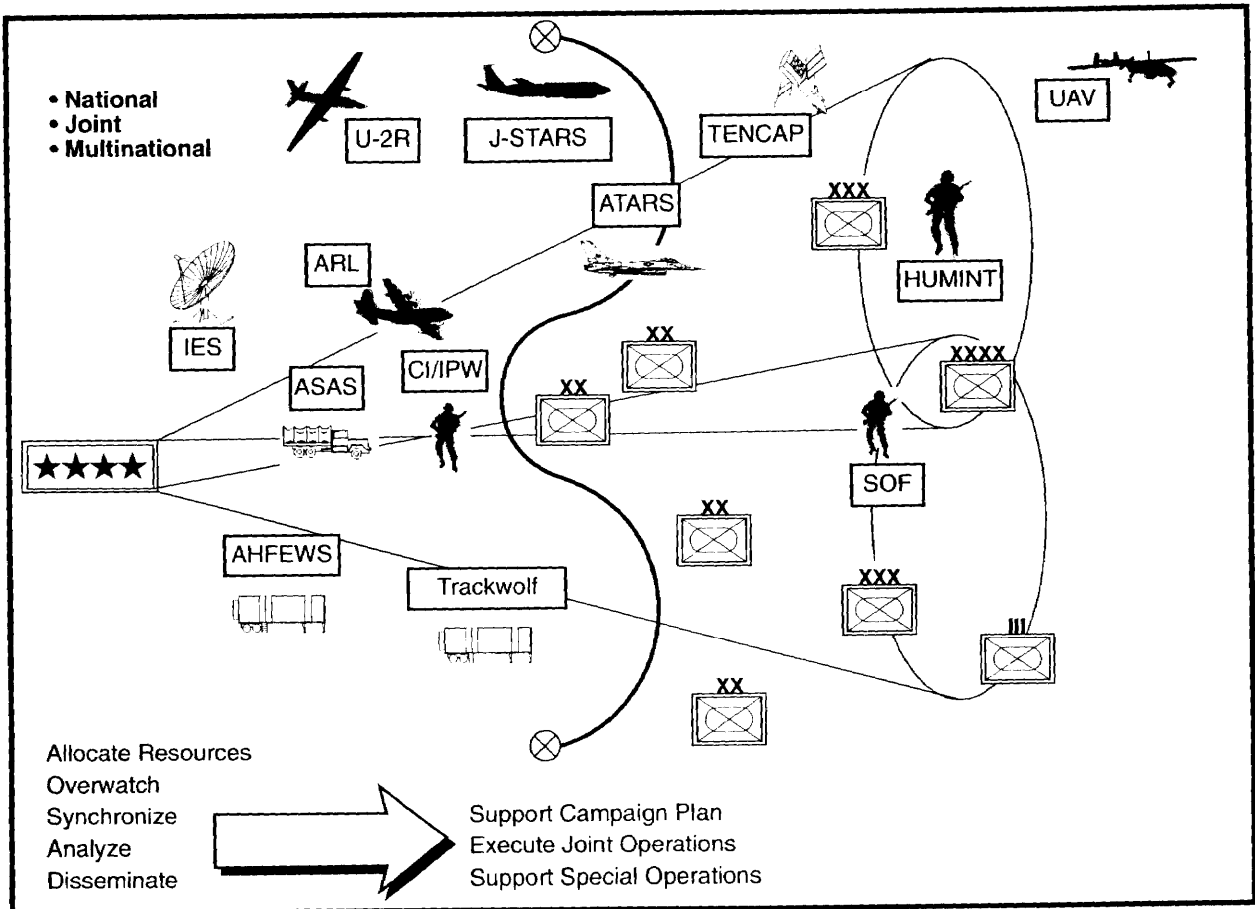 • National
• Joint
• Multinational
U-2R
J-STARS
TENCAP
UAV
ATARS
XXX
ARL
HUMINT
IES
XX
XXXX
CI/IPW
ASAS
XX
★★★★
SOF
XX
AHFEWS
Trackwolf
XXX
III
XX
Allocate Resources
Overwatch
Synchronize
Analyze
Disseminate
Support Campaign Plan
Execute Joint Operations
Support Special Operations